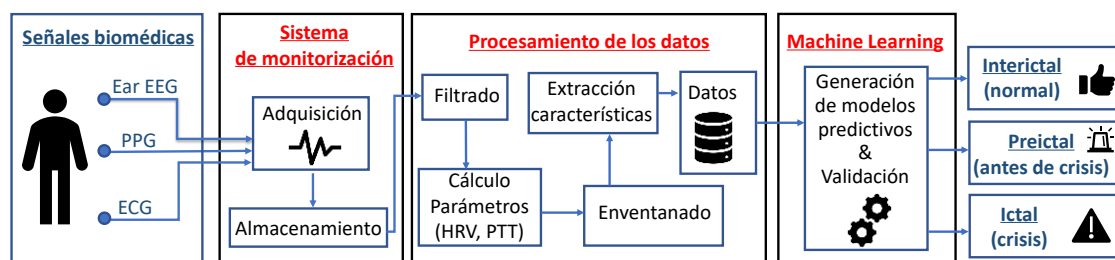 Señales biomédicas
Ear EEG
PPG
ECG
Sistema
de monitorización
Adquisición
Almacenamiento
Procesamiento de los datos
Filtrado
Cálculo
Parámetros
(HRV, PTT)
Enventanado
Extracción
características
Datos
Machine Learning
Generación
de modelos
predictivos
&
Validación
Interictal
(normal)
Preictal
(antes de crisis)
Ictal
(crisis)